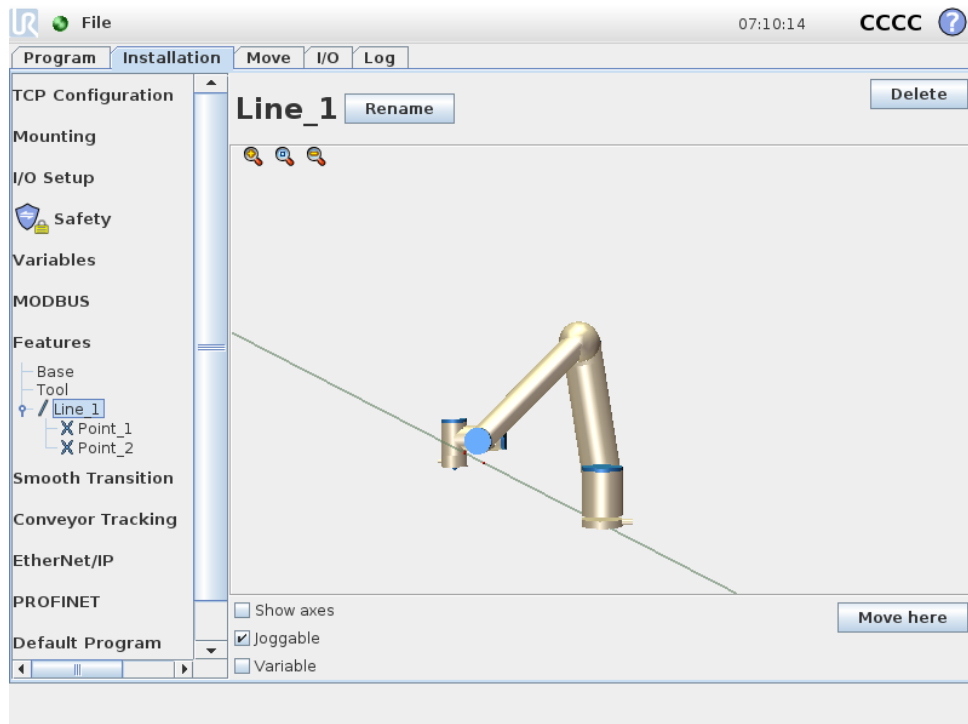 UR File 07:10:14 CCCC ?
Program Installation Move I/O Log
TCP Configuration
Mounting
I/O Setup
Safety
Variables
MODBUS
Features
Base
Tool
Line_1
Point_1
Point_2
Smooth Transition
Conveyor Tracking
EtherNet/IP
PROFINET
Default Program
Line_1 Rename Delete
Show axes
Joggable
Variable
Move here